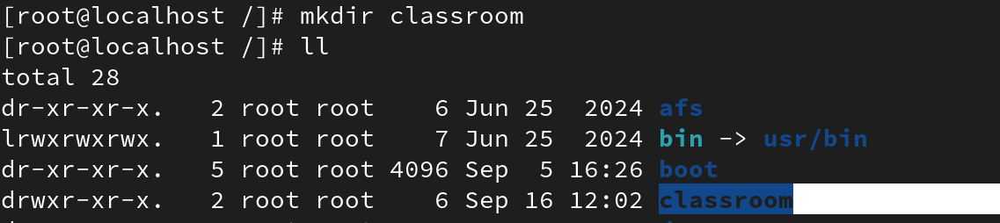 [root@localhost /]# mkdir classroom
[root@localhost /]# ll
total 28
dr-xr-xr-x.   2 root root    6 Jun 25  2024 afs
lrwxrwxrwx.   1 root root    7 Jun 25  2024 bin -> usr/bin
dr-xr-xr-x.   5 root root 4096 Sep  5 16:26 boot
drwxr-xr-x.   2 root root    6 Sep 16 12:02 classroom